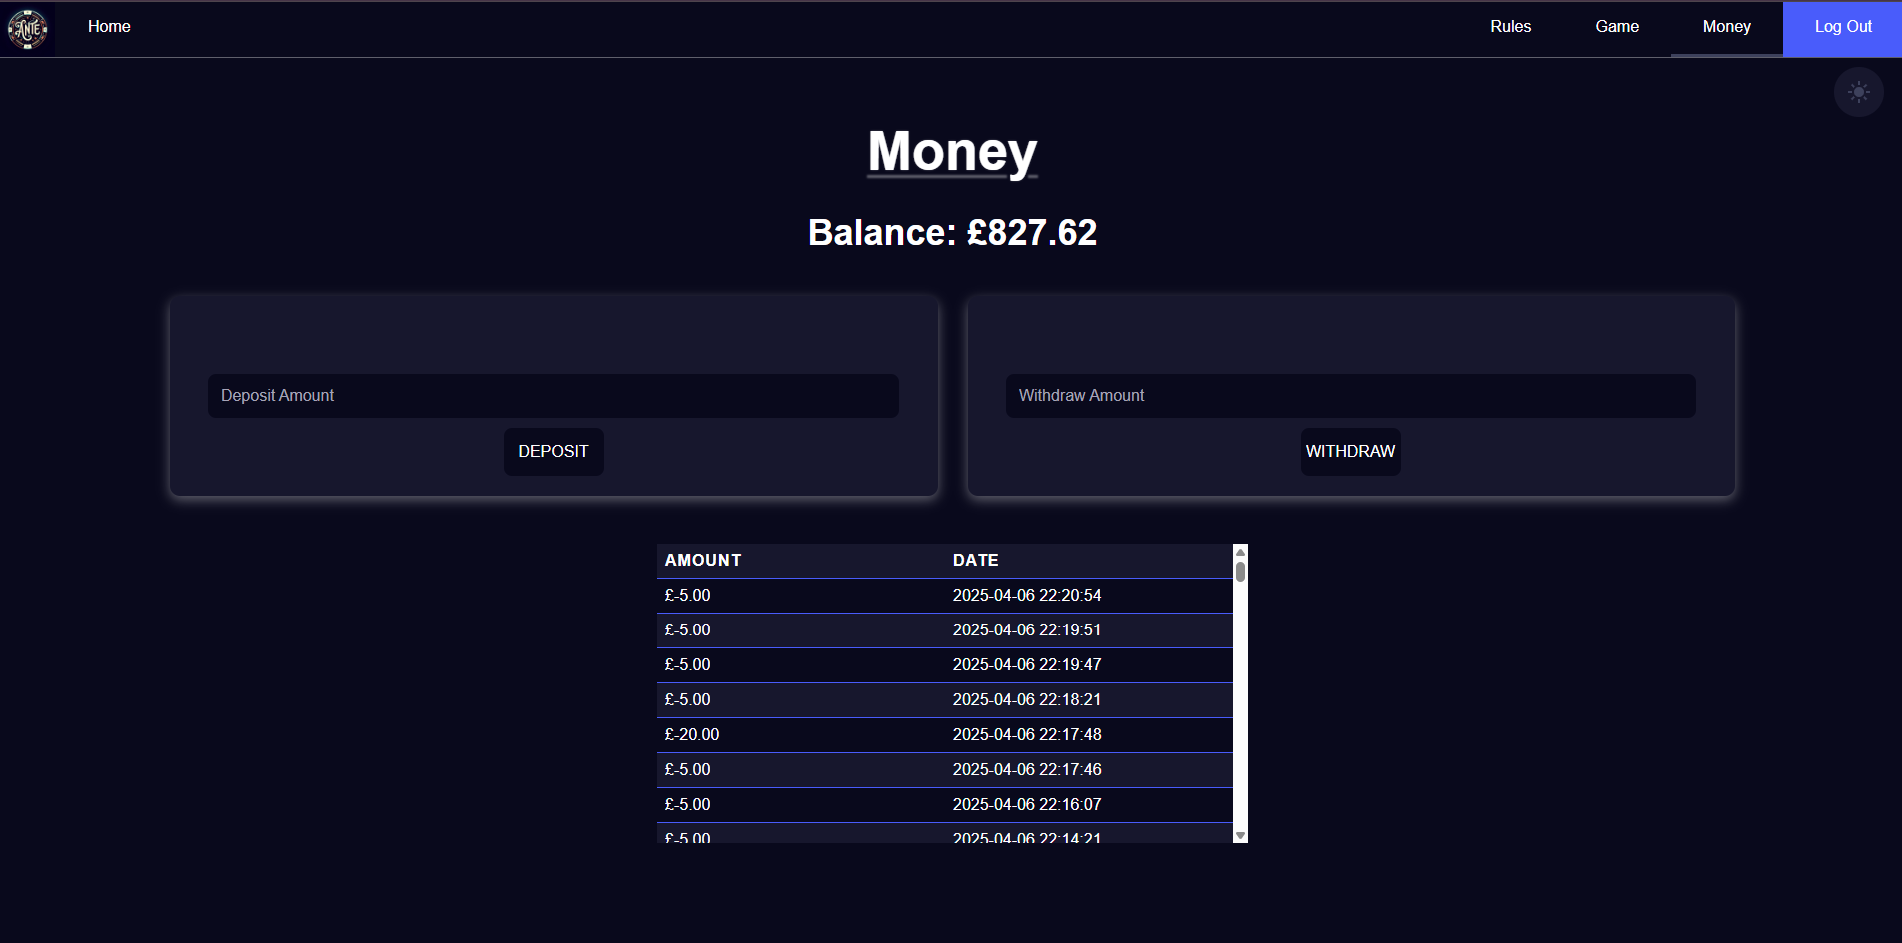 ANTE Home Rules Game Money Log Out
Money
Balance: £827.62
Deposit Amount
DEPOSIT
Withdraw Amount
WITHDRAW
AMOUNT DATE
£-5.00 2025-04-06 22:20:54
£-5.00 2025-04-06 22:19:51
£-5.00 2025-04-06 22:19:47
£-5.00 2025-04-06 22:18:21
£-20.00 2025-04-06 22:17:48
£-5.00 2025-04-06 22:17:46
£-5.00 2025-04-06 22:16:07
£-5.00 2025-04-06 22:14:21